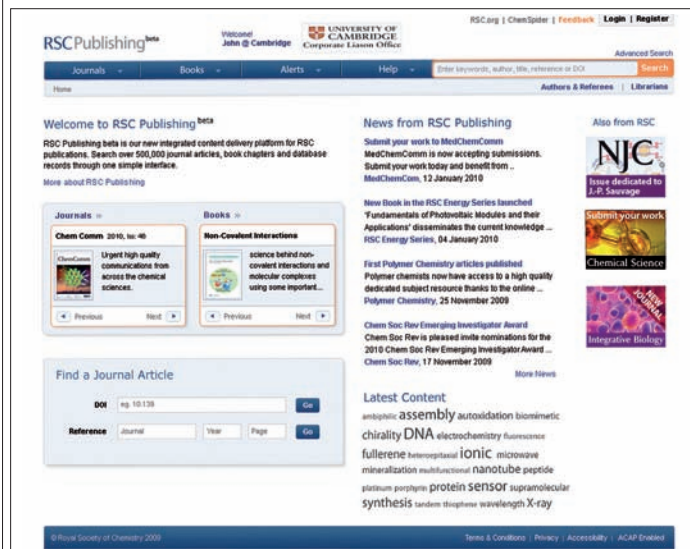 RSC.org | ChemSpider | Feedback Login | Register
RSCPublishing beta
Welcome!
John @ Cambridge
UNIVERSITY OF
CAMBRIDGE
Corporate Liason Office
Advanced Search
Journals Books Alerts Help Enter keywords, author, title, reference or DOI Search
Home Authors & Referees | Librarians
Welcome to RSC Publishing beta
RSC Publishing beta is our new integrated content delivery platform for RSC
publications. Search over 500,000 journal articles, book chapters and database
records through one simple interface.
More about RSC Publishing
Journals »
Chem Comm 2010, Iss: 46
ChemComm
Urgent high quality
communications from
across the chemical
sciences.
Previous Next
Books »
Non-Covalent Interactions
science behind non-
covalent interactions and
molecular complexes
using some important...
Previous Next
Find a Journal Article
DOI eg. 10.139 Go
Reference Journal Year Page Go
News from RSC Publishing
Submit your work to MedChemComm
MedChemComm is now accepting submissions.
Submit your work today and benefit from ..
MedChemCom, 12 January 2010
New Book in the RSC Energy Series launched
'Fundamentals of Photovoltaic Modules and their
Applications' disseminates the current knowledge ...
RSC Energy Series, 04 January 2010
First Polymer Chemistry articles published
Polymer chemists now have access to a high quality
dedicated subject resource thanks to the online ...
Polymer Chemistry, 25 November 2009
Chem Soc Rev Emerging Investigator Award
Chem Soc Rev is pleased invite nominations for the
2010 Chem Soc Rev Emerging Investigator Award ...
Chem Soc Rev, 17 November 2009
More News
Latest Content
ambiphilic assembly autoxidation biomimetic
chirality DNA electrochemistry fluorescence
fullerene heteroepitaxial ionic microwave
mineralization multifunctional nanotube peptide
platinum porphyrin protein sensor supramolecular
synthesis tandem thiophene wavelength X-ray
Also from RSC
NJC
Issue dedicated to
J.-P. Sauvage
Submit your work
Chemical Science
NEW
JOURNAL
Integrative Biology
© Royal Society of Chemistry 2009 Terms & Conditions | Privacy | Accessibility | ACAP Enabled